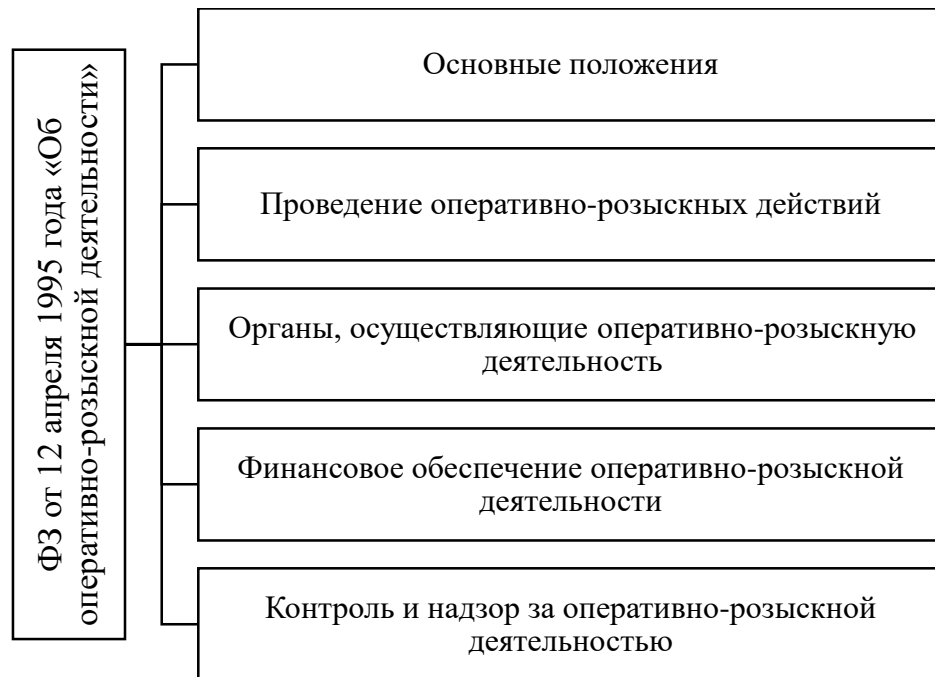 ФЗ от 12 апреля 1995 года «Об
оперативно-розыскной деятельности»
Основные положения
Проведение оперативно-розыскных действий
Органы, осуществляющие оперативно-розыскную
деятельность
Финансовое обеспечение оперативно-розыскной
деятельности
Контроль и надзор за оперативно-розыскной
деятельностью